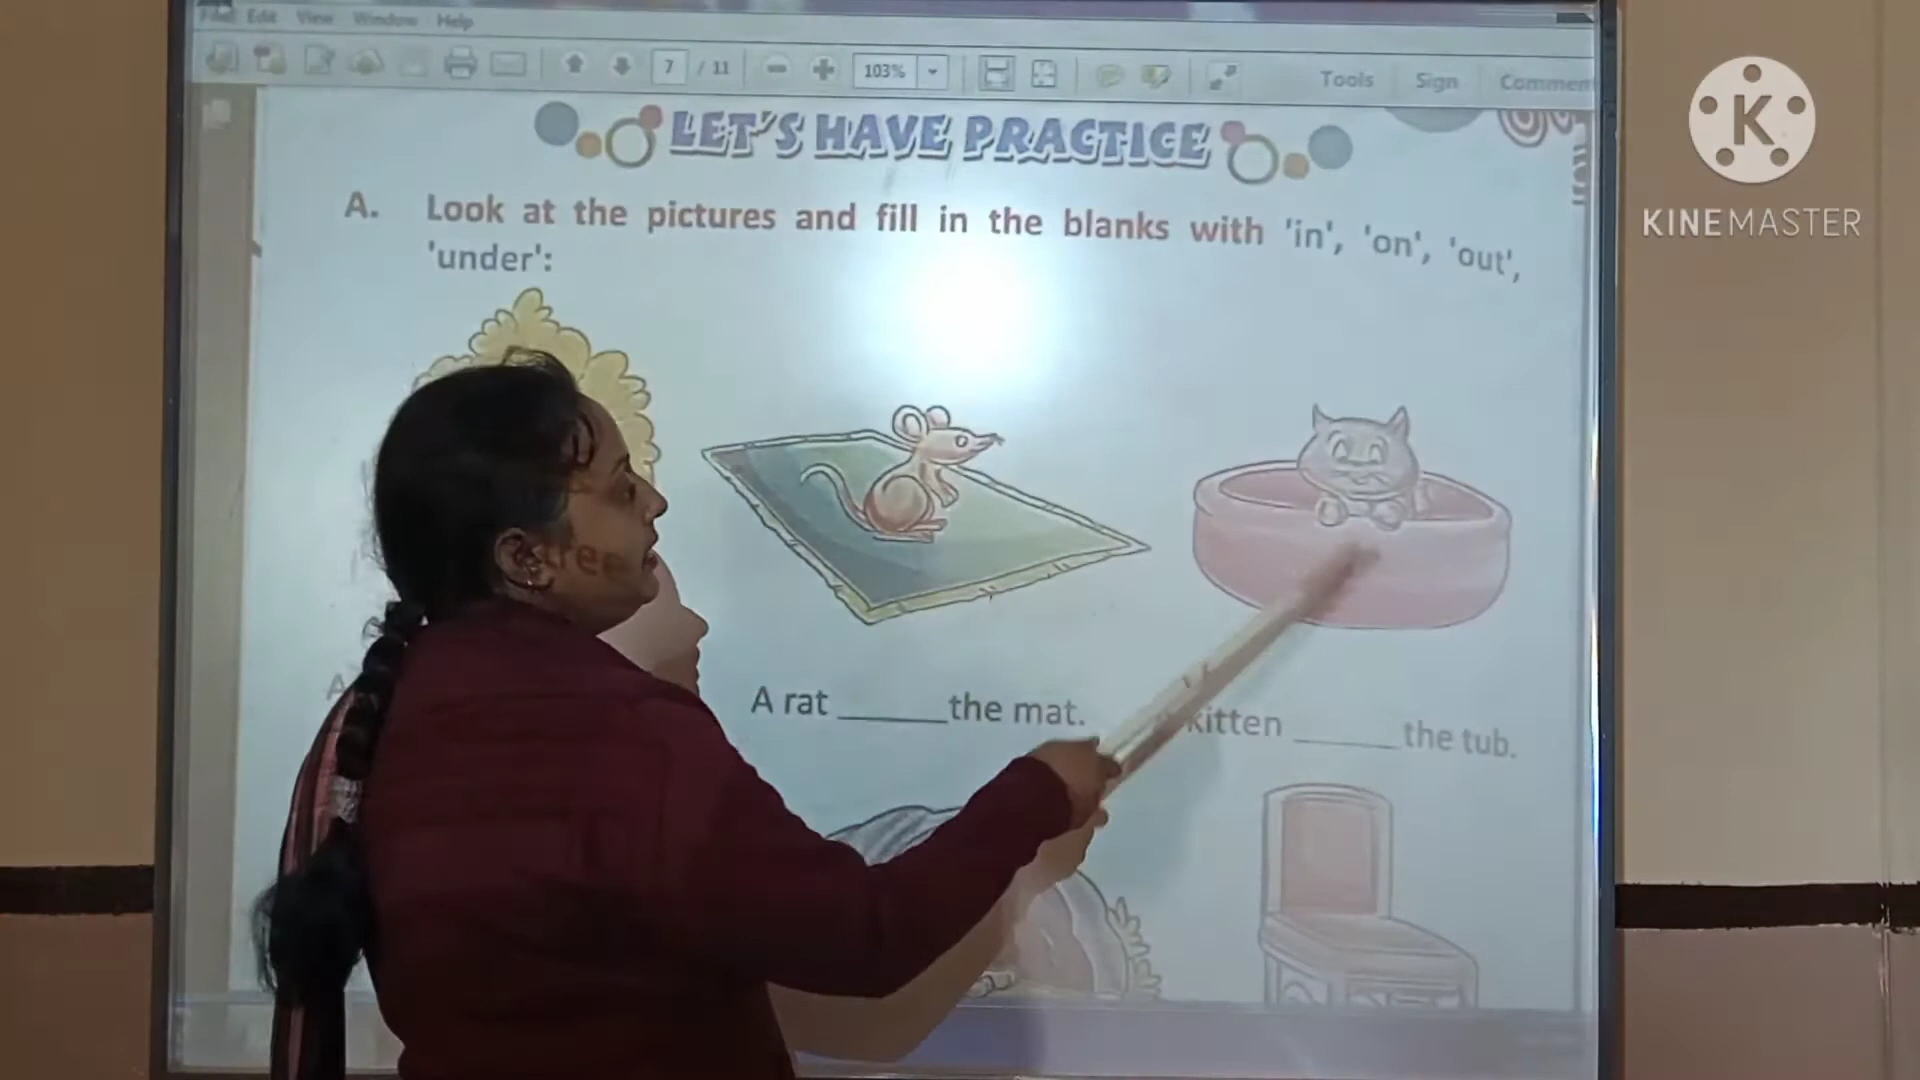 File Edit View Window Help
7 / 11 103% Tools Sign Commen
LET'S HAVE PRACTICE
A. Look at the pictures and fill in the blanks with 'in', 'on', 'out',
'under':
A rat ______ the mat.
kitten ______ the tub.
K
KINEMASTER